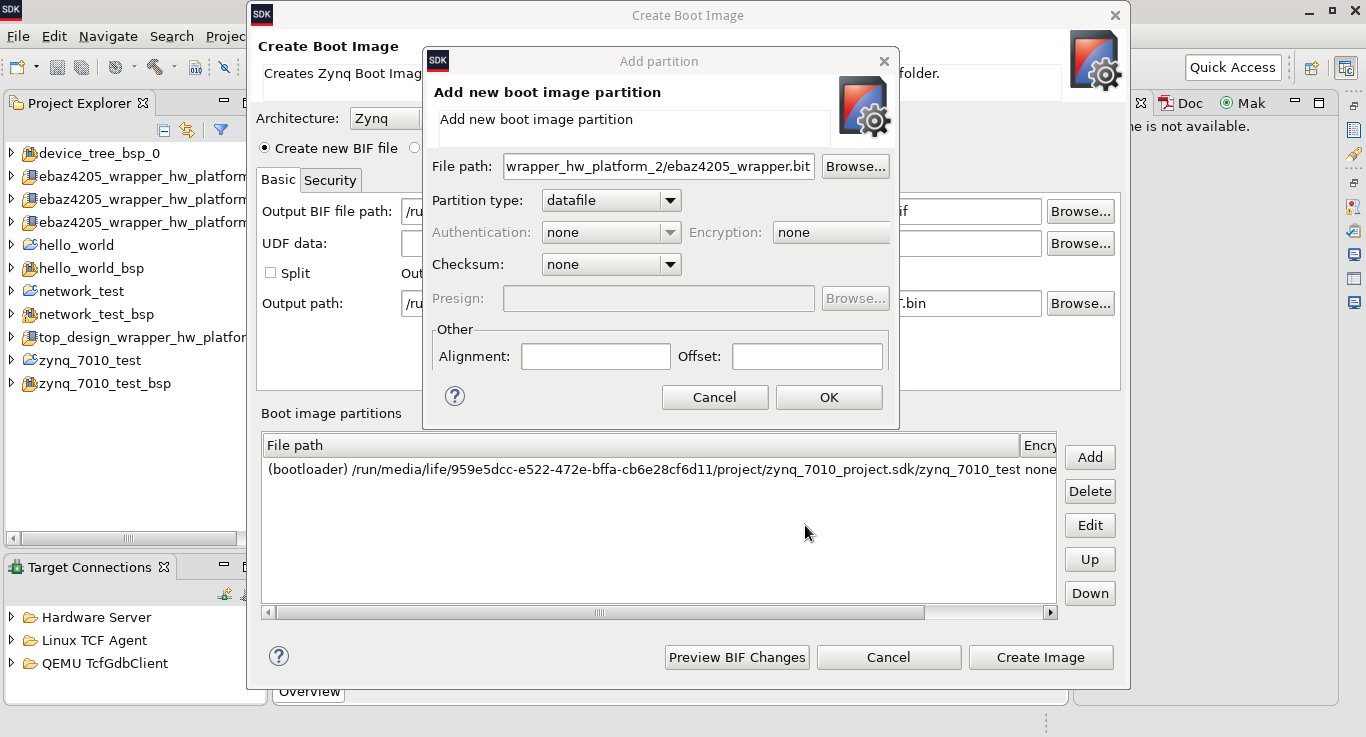 SDK
File Edit Navigate Search Projec
Quick Access
Project Explorer
device_tree_bsp_0
ebaz4205_wrapper_hw_platform
ebaz4205_wrapper_hw_platform
ebaz4205_wrapper_hw_platform
hello_world
hello_world_bsp
network_test
network_test_bsp
top_design_wrapper_hw_platfor
zynq_7010_test
zynq_7010_test_bsp
Target Connections
Hardware Server
Linux TCF Agent
QEMU TcfGdbClient
SDK Create Boot Image
Create Boot Image
Creates Zynq Boot Imag folder.
Architecture: Zynq
Create new BIF file
Basic Security
Output BIF file path: /ru if Browse...
UDF data: Browse...
Split Out
Output path: /ru .bin Browse...
SDK Add partition
Add new boot image partition
Add new boot image partition
File path: wrapper_hw_platform_2/ebaz4205_wrapper.bit Browse...
Partition type: datafile
Authentication: none Encryption: none
Checksum: none
Presign: Browse...
Other
Alignment: Offset:
? Cancel OK
Boot image partitions
File path Encry
(bootloader) /run/media/life/959e5dcc-e522-472e-bffa-cb6e28cf6d11/project/zynq_7010_project.sdk/zynq_7010_test none
Add
Delete
Edit
Up
Down
? Preview BIF Changes Cancel Create Image
Doc Mak
ne is not available.
Overview